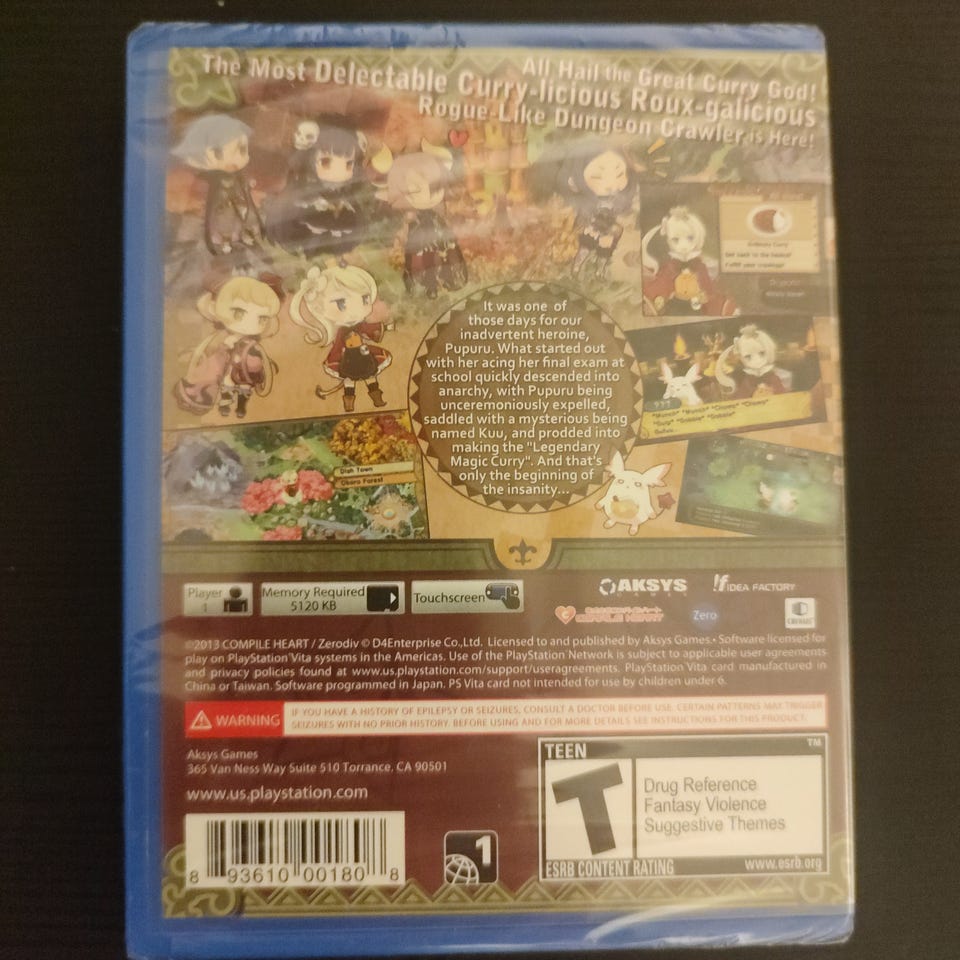 All Hail the Great Curry God!
The Most Delectable Curry-licious Roux-galicious
Rogue-Like Dungeon Crawler is Here!
Ordinary Curry
It was one of
those days for our
inadvertent heroine,
Pupuru. What started out
with her acing her final exam at
school quickly descended into
anarchy, with Pupuru being
unceremoniously expelled,
saddled with a mysterious being
named Kuu, and prodded into
making the "Legendary
Magic Curry". And that's
only the beginning of
the insanity...
???
Dish Town
Oboro Forest
Player
1
Memory Required
5120 KB
Touchscreen
AKSYS
GAMES
IDEA FACTORY
COMPILE HEART
Zero
©2013 COMPILE HEART / Zerodiv © D4Enterprise Co.,Ltd. Licensed to and published by Aksys Games. Software licensed for
play on PlayStation Vita systems in the Americas. Use of the PlayStation Network is subject to applicable user agreements
and privacy policies found at www.us.playstation.com/support/useragreements. PlayStation Vita card manufactured in
China or Taiwan. Software programmed in Japan. PS Vita card not intended for use by children under 6.
WARNING
IF YOU HAVE A HISTORY OF EPILEPSY OR SEIZURES, CONSULT A DOCTOR BEFORE USE. CERTAIN PATTERNS MAY TRIGGER
SEIZURES WITH NO PRIOR HISTORY. BEFORE USING AND FOR MORE DETAILS SEE INSTRUCTIONS FOR THIS PRODUCT.
Aksys Games
365 Van Ness Way Suite 510 Torrance, CA 90501
www.us.playstation.com
8 93610 00180 8
1
TEEN
TM
T
Drug Reference
Fantasy Violence
Suggestive Themes
ESRB CONTENT RATING
www.esrb.org